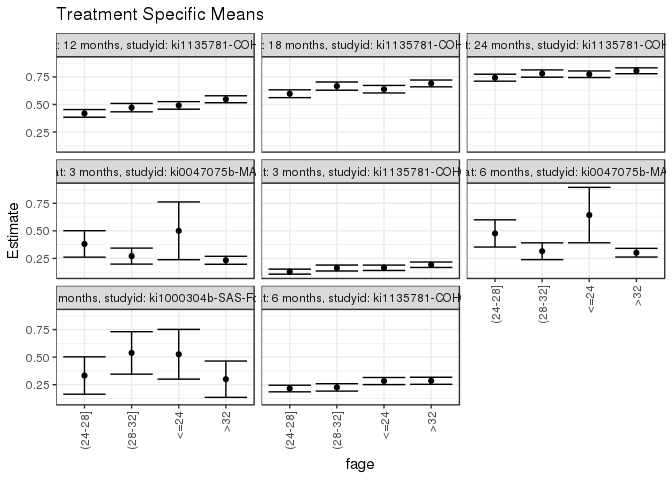 Treatment Specific Means
: 12 months, studyid: ki1135781-COH
: 18 months, studyid: ki1135781-COH
: 24 months, studyid: ki1135781-COH
0.75
0.50
0.25
at: 3 months, studyid: ki0047075b-MA
t: 3 months, studyid: ki1135781-COH
at: 6 months, studyid: ki0047075b-MA
0.75
0.50
0.25
Estimate
(24-28]
(28-32]
<=24
>32
months, studyid: ki1000304b-SAS-Fo
t: 6 months, studyid: ki1135781-COH
0.75
0.50
0.25
(24-28]
(28-32]
<=24
>32
(24-28]
(28-32]
<=24
>32
fage